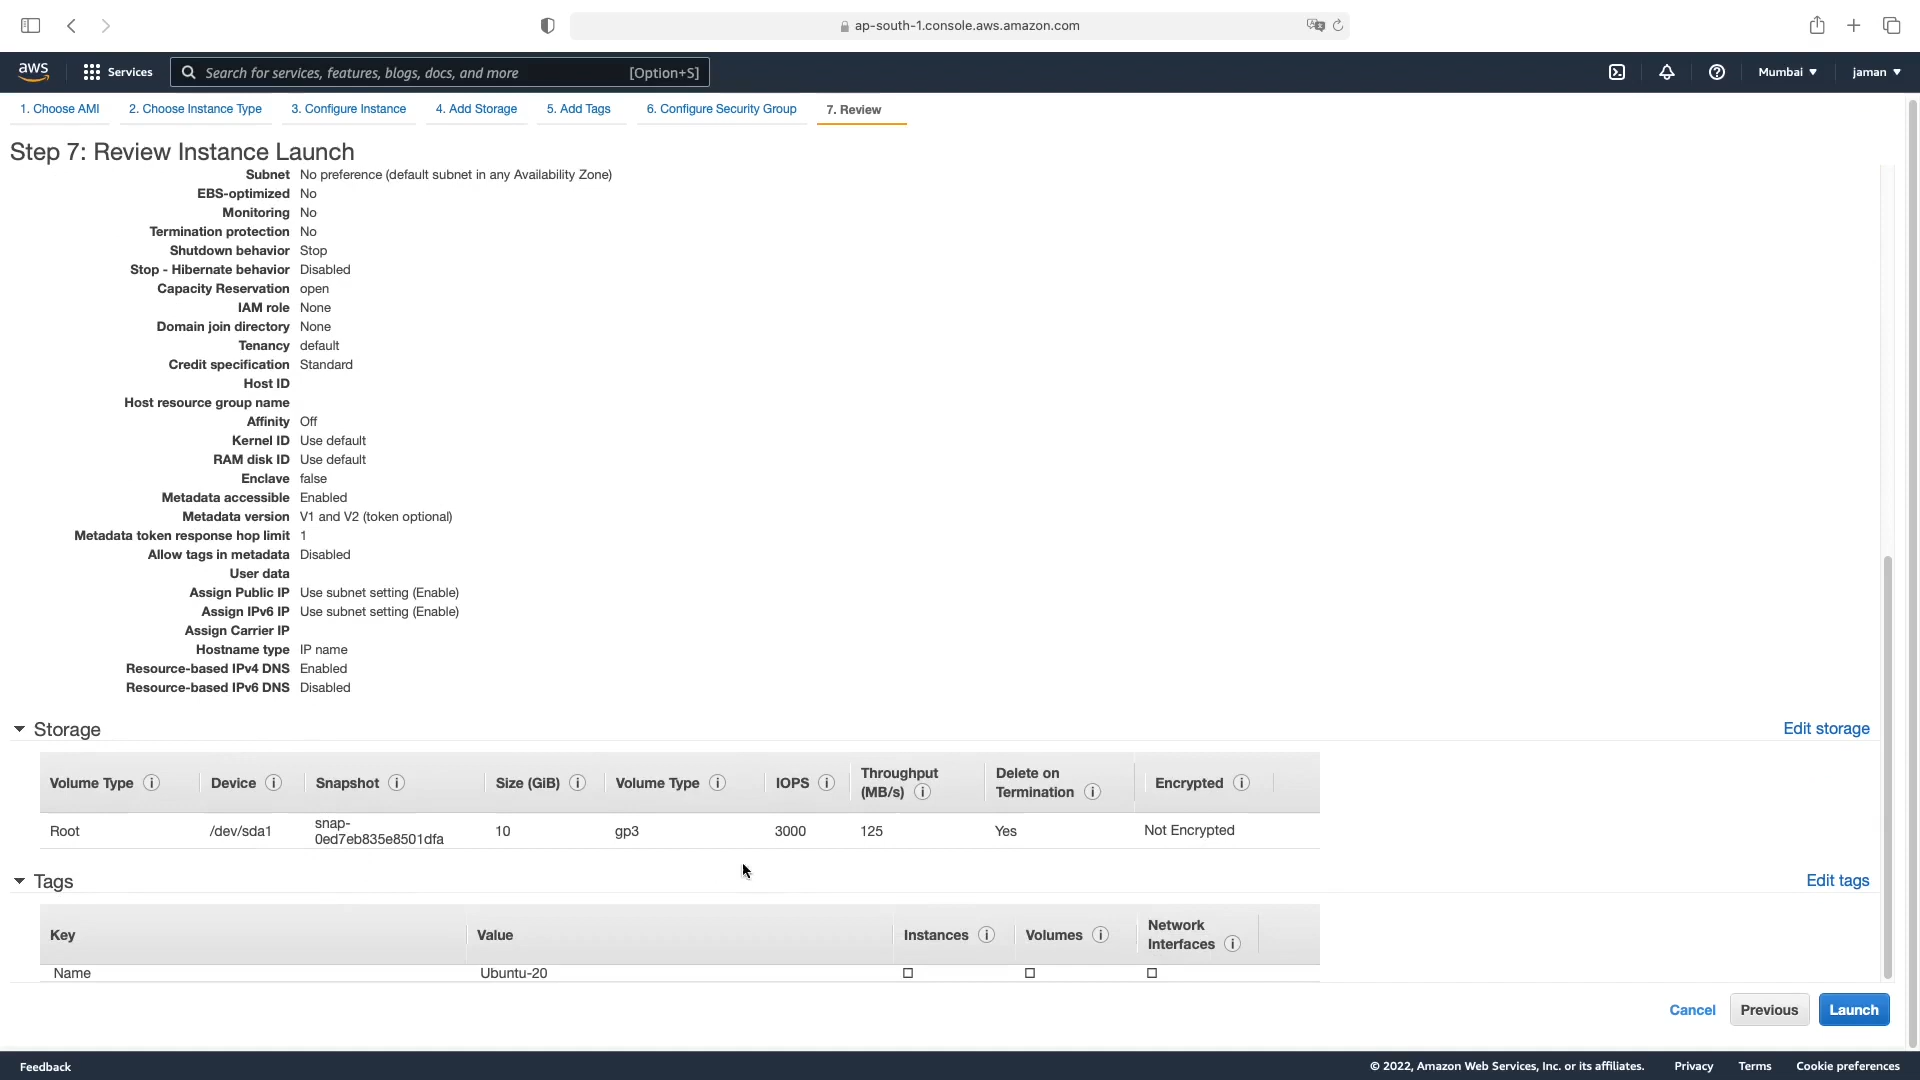 ap-south-1.console.aws.amazon.com
aws Services Search for services, features, blogs, docs, and more [Option+S] Mumbai jaman
1. Choose AMI 2. Choose Instance Type 3. Configure Instance 4. Add Storage 5. Add Tags 6. Configure Security Group 7. Review
Step 7: Review Instance Launch
Subnet No preference (default subnet in any Availability Zone)
EBS-optimized No
Monitoring No
Termination protection No
Shutdown behavior Stop
Stop - Hibernate behavior Disabled
Capacity Reservation open
IAM role None
Domain join directory None
Tenancy default
Credit specification Standard
Host ID
Host resource group name
Affinity Off
Kernel ID Use default
RAM disk ID Use default
Enclave false
Metadata accessible Enabled
Metadata version V1 and V2 (token optional)
Metadata token response hop limit 1
Allow tags in metadata Disabled
User data
Assign Public IP Use subnet setting (Enable)
Assign IPv6 IP Use subnet setting (Enable)
Assign Carrier IP
Hostname type IP name
Resource-based IPv4 DNS Enabled
Resource-based IPv6 DNS Disabled
Storage Edit storage
Volume Type Device Snapshot Size (GiB) Volume Type IOPS Throughput (MB/s) Delete on Termination Encrypted
Root /dev/sda1 snap-0ed7eb835e8501dfa 10 gp3 3000 125 Yes Not Encrypted
Tags Edit tags
Key Value Instances Volumes Network Interfaces
Name Ubuntu-20
Cancel Previous Launch
Feedback © 2022, Amazon Web Services, Inc. or its affiliates. Privacy Terms Cookie preferences